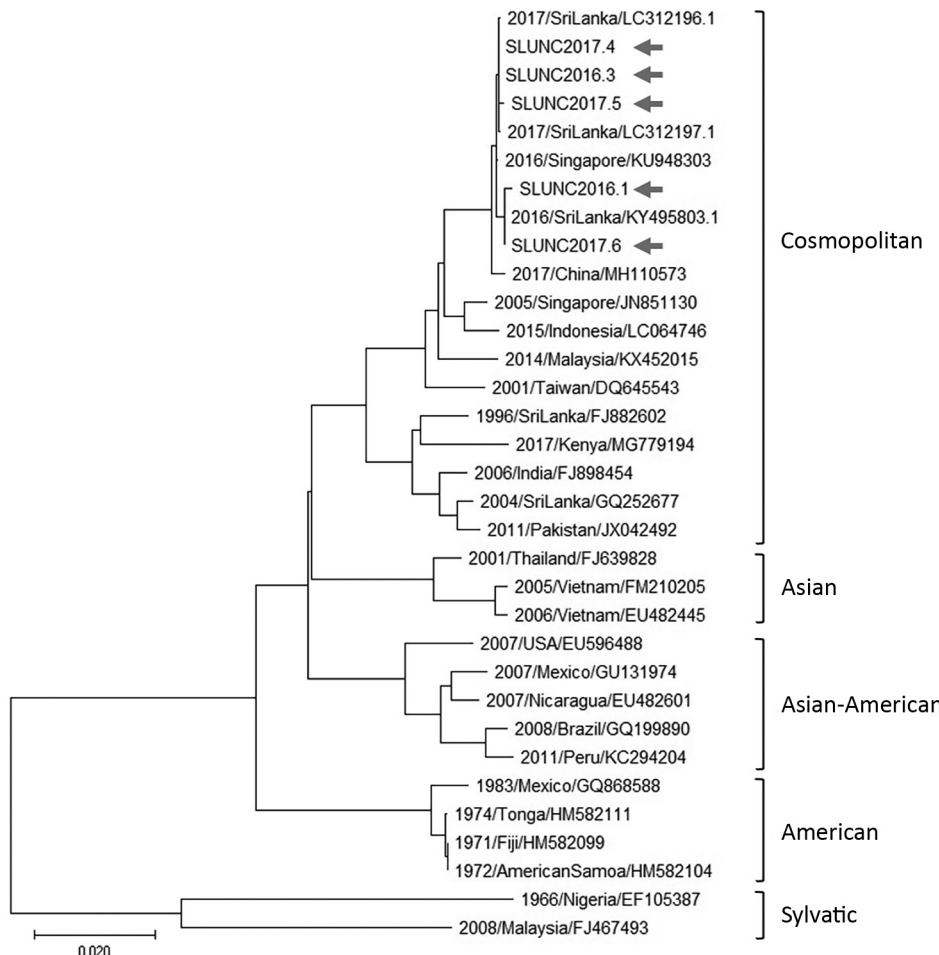 2017/SriLanka/LC312196.1
SLUNC2017.4
SLUNC2016.3
SLUNC2017.5
2017/SriLanka/LC312197.1
2016/Singapore/KU948303
SLUNC2016.1
2016/SriLanka/KY495803.1
SLUNC2017.6
2017/China/MH110573
2005/Singapore/JN851130
2015/Indonesia/LC064746
2014/Malaysia/KX452015
2001/Taiwan/DQ645543
1996/SriLanka/FJ882602
2017/Kenya/MG779194
2006/India/FJ898454
2004/SriLanka/GQ252677
2011/Pakistan/JX042492
Cosmopolitan
2001/Thailand/FJ639828
2005/Vietnam/FM210205
2006/Vietnam/EU482445
Asian
2007/USA/EU596488
2007/Mexico/GU131974
2007/Nicaragua/EU482601
2008/Brazil/GQ199890
2011/Peru/KC294204
Asian-American
1983/Mexico/GQ868588
1974/Tonga/HM582111
1971/Fiji/HM582099
1972/AmericanSamoa/HM582104
American
1966/Nigeria/EF105387
2008/Malaysia/FJ467493
Sylvatic
0.020